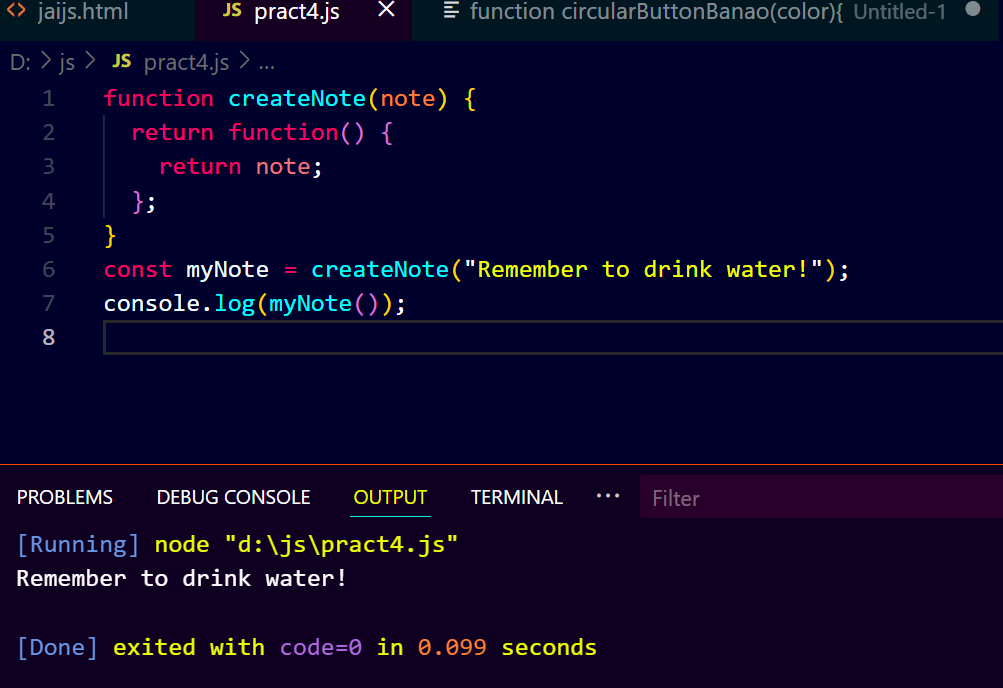 <> jaijs.html JS pract4.js × function circularButtonBanao(color){ Untitled-1 ●
D: > js > JS pract4.js > ...
1 function createNote(note) {
2   return function() {
3     return note;
4   };
5 }
6 const myNote = createNote("Remember to drink water!");
7 console.log(myNote());
8
PROBLEMS DEBUG CONSOLE OUTPUT TERMINAL ··· Filter
[Running] node "d:\js\pract4.js"
Remember to drink water!
[Done] exited with code=0 in 0.099 seconds